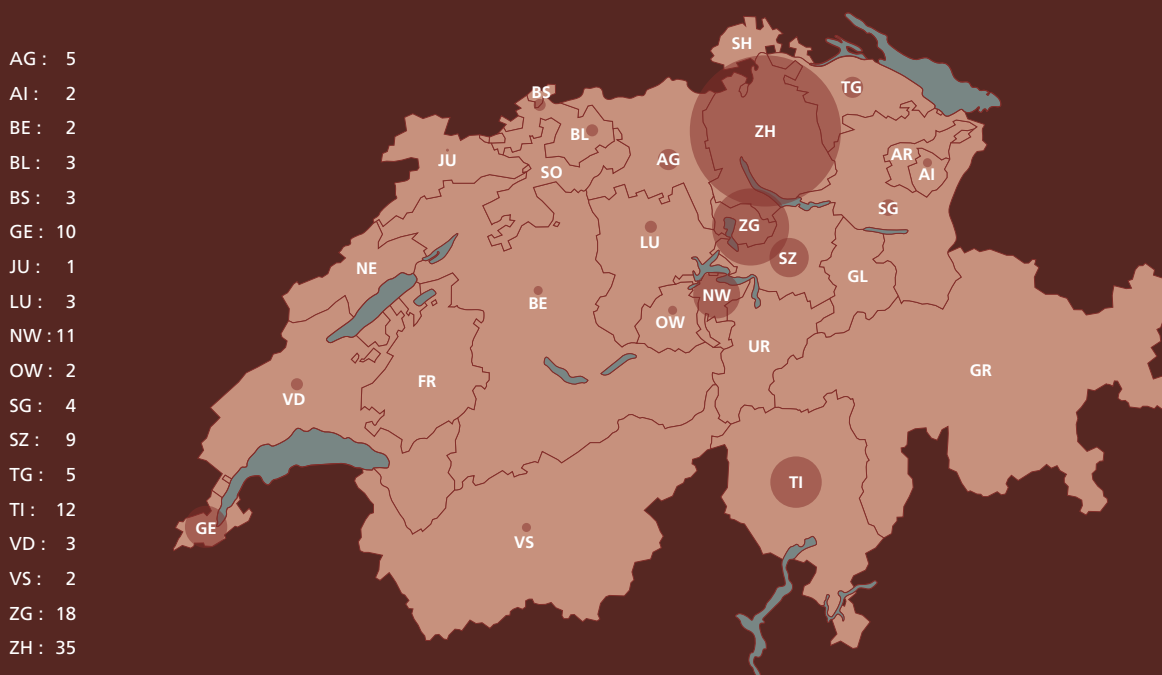 AG : 5
AI : 2
BE : 2
BL : 3
BS : 3
GE : 10
JU : 1
LU : 3
NW : 11
OW : 2
SG : 4
SZ : 9
TG : 5
TI : 12
VD : 3
VS : 2
ZG : 18
ZH : 35
SH
TG
BS
BL
ZH
JU
SO
AG
AR
AI
SG
ZG
LU
NE
SZ
GL
BE
NW
OW
UR
GR
FR
VD
TI
GE
VS